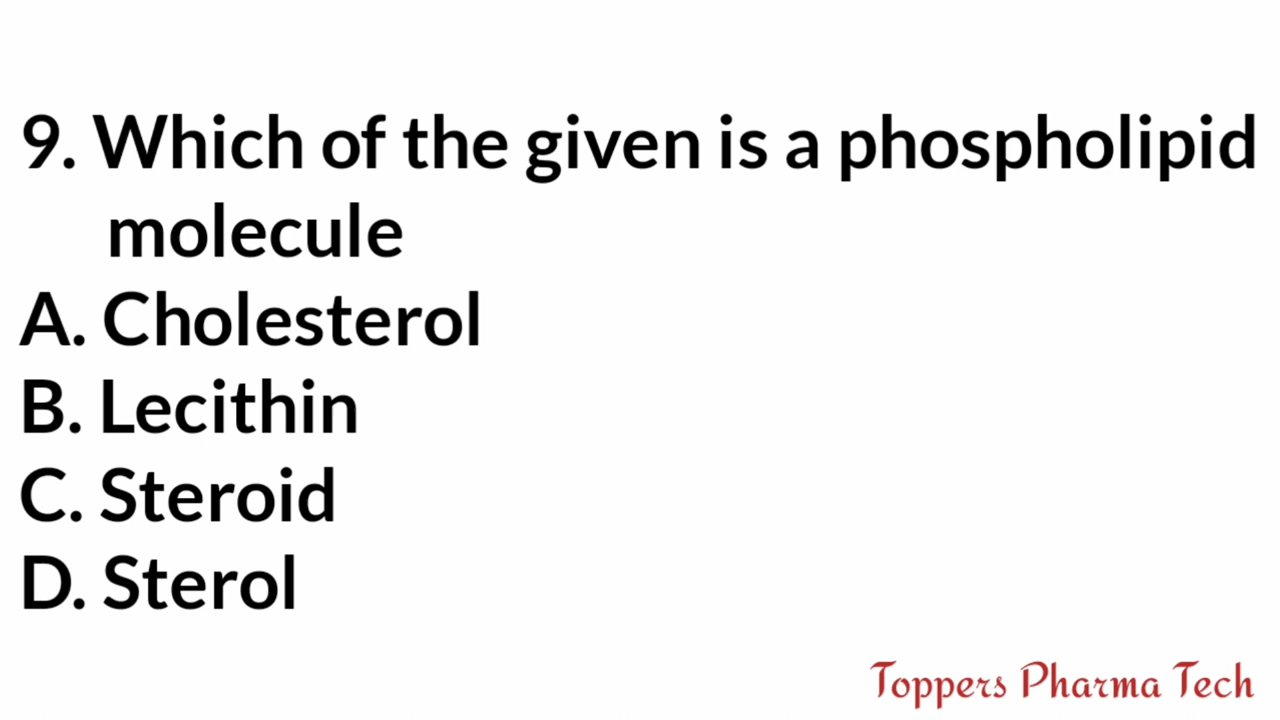 9. Which of the given is a phospholipid
molecule
A. Cholesterol
B. Lecithin
C. Steroid
D. Sterol
Toppers Pharma Tech